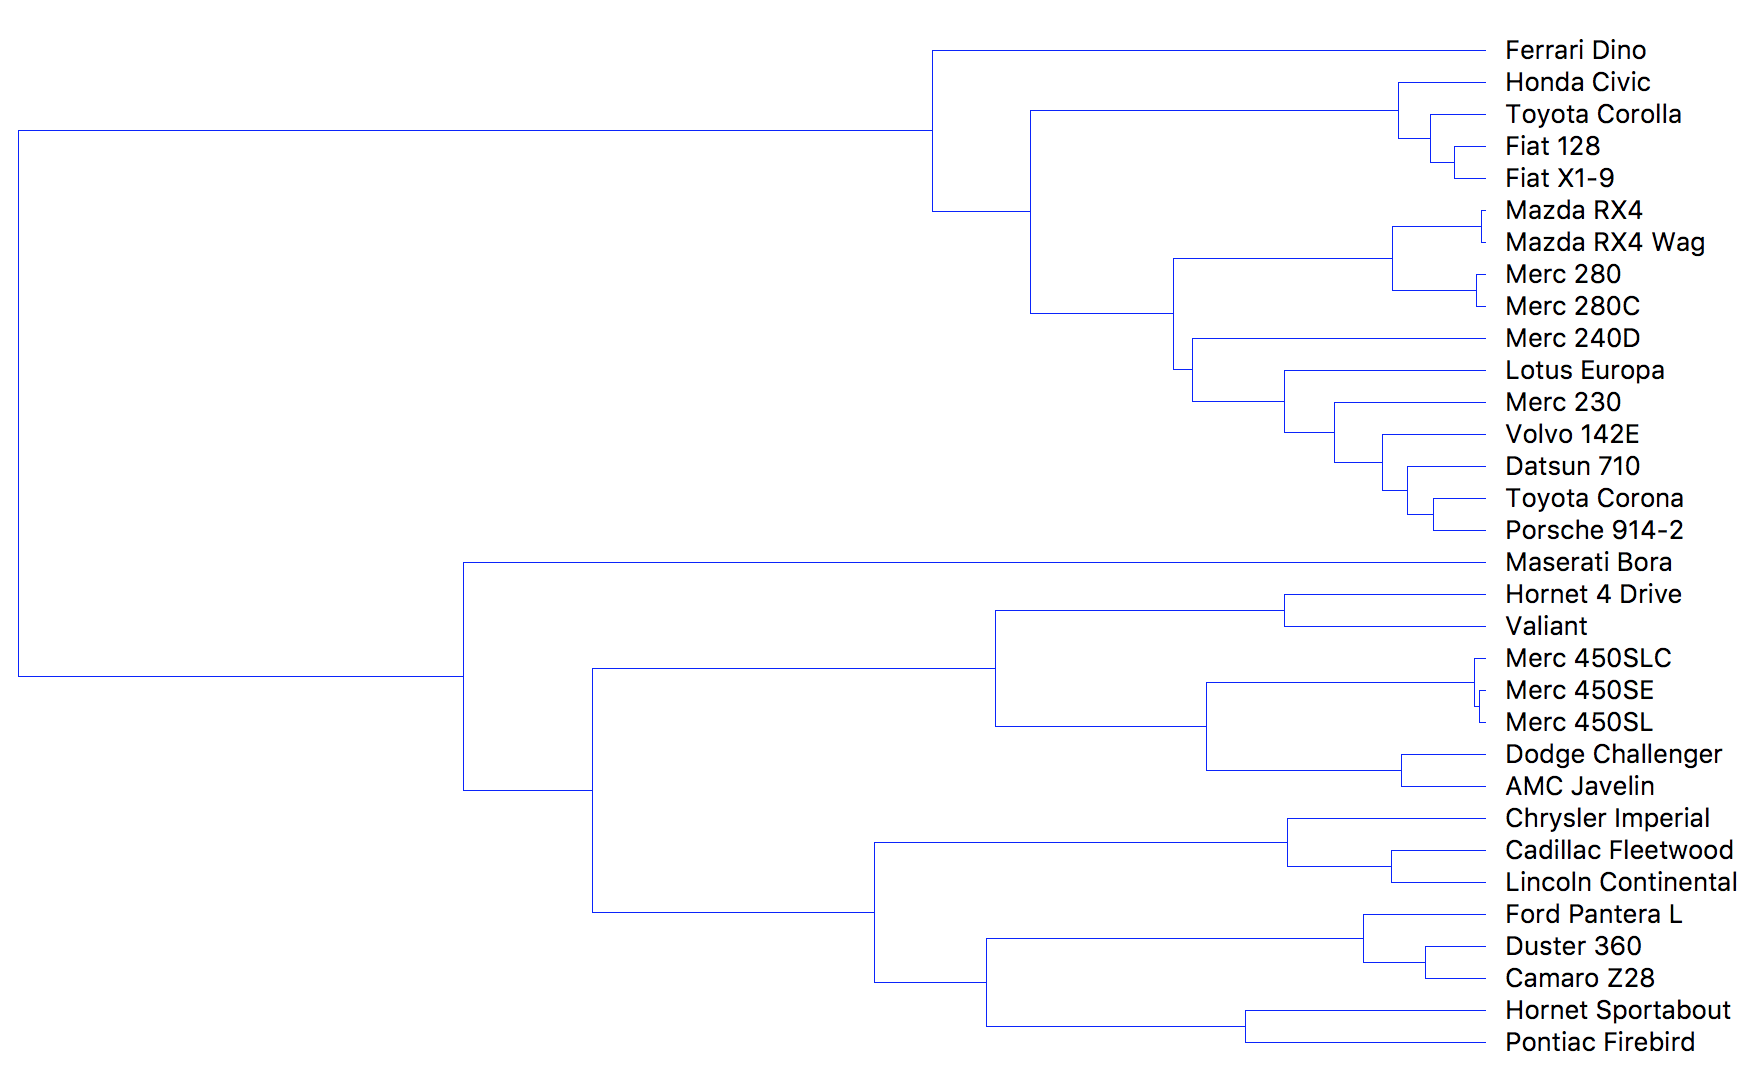 Ferrari Dino
Honda Civic
Toyota Corolla
Fiat 128
Fiat X1-9
Mazda RX4
Mazda RX4 Wag
Merc 280
Merc 280C
Merc 240D
Lotus Europa
Merc 230
Volvo 142E
Datsun 710
Toyota Corona
Porsche 914-2
Maserati Bora
Hornet 4 Drive
Valiant
Merc 450SLC
Merc 450SE
Merc 450SL
Dodge Challenger
AMC Javelin
Chrysler Imperial
Cadillac Fleetwood
Lincoln Continental
Ford Pantera L
Duster 360
Camaro Z28
Hornet Sportabout
Pontiac Firebird